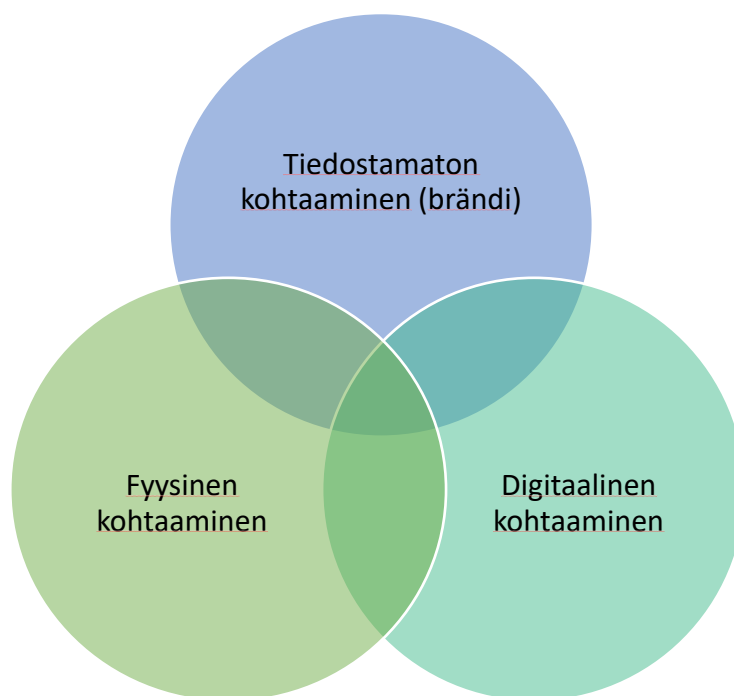 Tiedostamaton
kohtaaminen (brändi)
Fyysinen
kohtaaminen
Digitaalinen
kohtaaminen